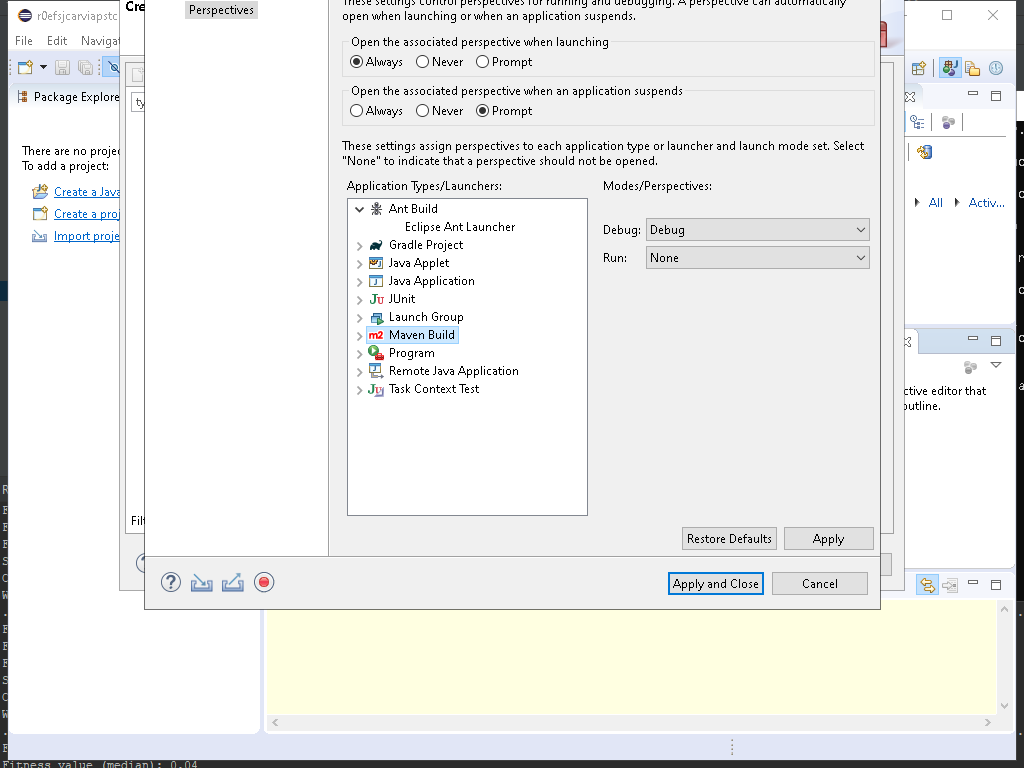 r0efsjcarviapstc
Cre
Perspectives
These settings control perspectives for running and debugging. A perspective can automatically
open when launching or when an application suspends.
File Edit Navigat
Open the associated perspective when launching
Always Never Prompt
Package Explore
Open the associated perspective when an application suspends
Always Never Prompt
There are no projec
To add a project:
Create a Java
Create a proj
Import proje
These settings assign perspectives to each application type or launcher and launch mode set. Select
"None" to indicate that a perspective should not be opened.
Application Types/Launchers:
Modes/Perspectives:
Ant Build
Eclipse Ant Launcher
Gradle Project
Java Applet
Java Application
Ju JUnit
Launch Group
m2 Maven Build
Program
Remote Java Application
Ju Task Context Test
Debug: Debug
Run: None
All Activ...
ctive editor that
outline.
Filt
Restore Defaults Apply
Apply and Close Cancel
Fitness value (median): 0.04